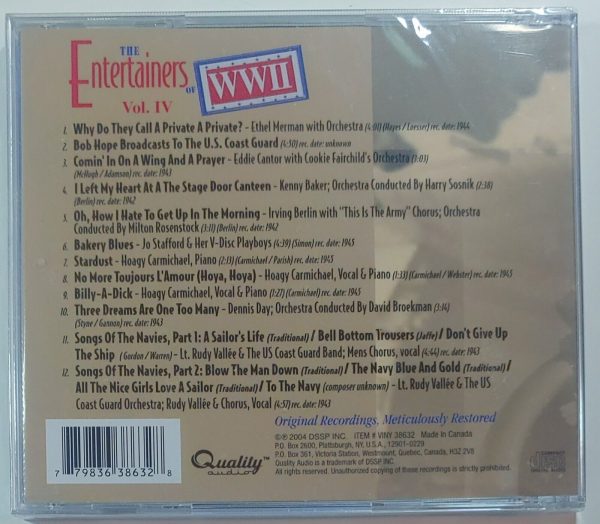 THE
Entertainers
OF
WWII
Vol. IV
1. Why Do They Call A Private A Private? - Ethel Merman with Orchestra (4:01) (Hayes / Loesser) rec. date: 1944
2. Bob Hope Broadcasts To The U.S. Coast Guard (4:50) rec. date: unknown
3. Comin' In On A Wing And A Prayer - Eddie Cantor with Cookie Fairchild's Orchestra (3:03)
(McHugh / Adamson) rec. date: 1943
4. I Left My Heart At A The Stage Door Canteen - Kenny Baker; Orchestra Conducted By Harry Sosnik (2:38)
(Berlin) rec. date: 1942
5. Oh, How I Hate To Get Up In The Morning - Irving Berlin with "This Is The Army" Chorus; Orchestra
Conducted By Milton Rosenstock (3:11) (Berlin) rec. date: 1942
6. Bakery Blues - Jo Stafford & Her V-Disc Playboys (4:39) (Simon) rec. date: 1945
7. Stardust - Hoagy Carmichael, Piano (2:13) (Carmichael / Parish) rec. date: 1945
8. No More Toujours L'Amour (Hoya, Hoya) - Hoagy Carmichael, Vocal & Piano (1:33) (Carmichael / Webster) rec. date: 1945
9. Billy-A-Dick - Hoagy Carmichael, Vocal & Piano (1:27) (Carmichael) rec. date: 1945
10. Three Dreams Are One Too Many - Dennis Day; Orchestra Conducted By David Broekman (3:14)
(Styne / Gannon) rec. date: 1943
11. Songs Of The Navies, Part 1: A Sailor's Life (Traditional) / Bell Bottom Trousers (Jaffe) / Don't Give Up
The Ship (Gordon / Warren) - Lt. Rudy Vallée & The US Coast Guard Band; Mens Chorus, vocal (4:44) rec. date: 1943
12. Songs Of The Navies, Part 2: Blow The Man Down (Traditional) / The Navy Blue And Gold (Traditional) /
All The Nice Girls Love A Sailor (Traditional) / To The Navy (composer unknown) - Lt. Rudy Vallée & The US
Coast Guard Orchestra; Rudy Vallée & Chorus, Vocal (4:57) rec. date: 1943
Original Recordings, Meticulously Restored
©℗ 2004 DSSP INC. ITEM # VINY 38632 Made In Canada
P.O. Box 2600, Plattsburgh, N.Y., U.S.A., 12901-0229
P.O. Box 361, Victoria Station, Westmount, Quebec, Canada, H3Z 2V8
Quality Audio is a trademark of DSSP INC.
All rights reserved. Unauthorized copying of these recordings is strictly prohibited.
Quality™
audio
7 79836 38632 8
COMPACT
disc
DIGITAL AUDIO